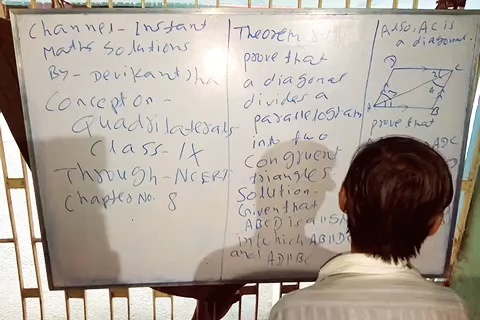 Channel- Instant
Maths Solutions
By- Devikant Jha
Concept on -
Quadrilaterals
Class- IX
Through - NCERT
Chapter No. 8
Theorem 8.1
prove that
a diagonal
divides a
parallelogram
into two
congruent
triangles.
Solution-
Given that
ABCD is a
in which AB||DC
and AD||BC
Also, AC is
a diagonal.
D
C
A
B
prove that